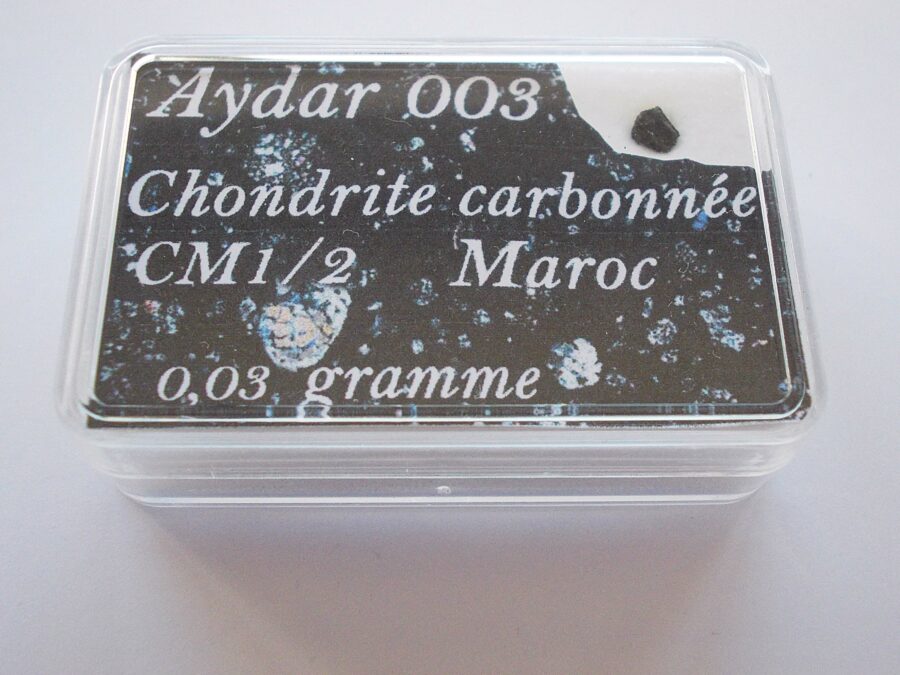 Aydar 003
Chondrite carbonnée
CM1/2 Maroc
0,03 gramme